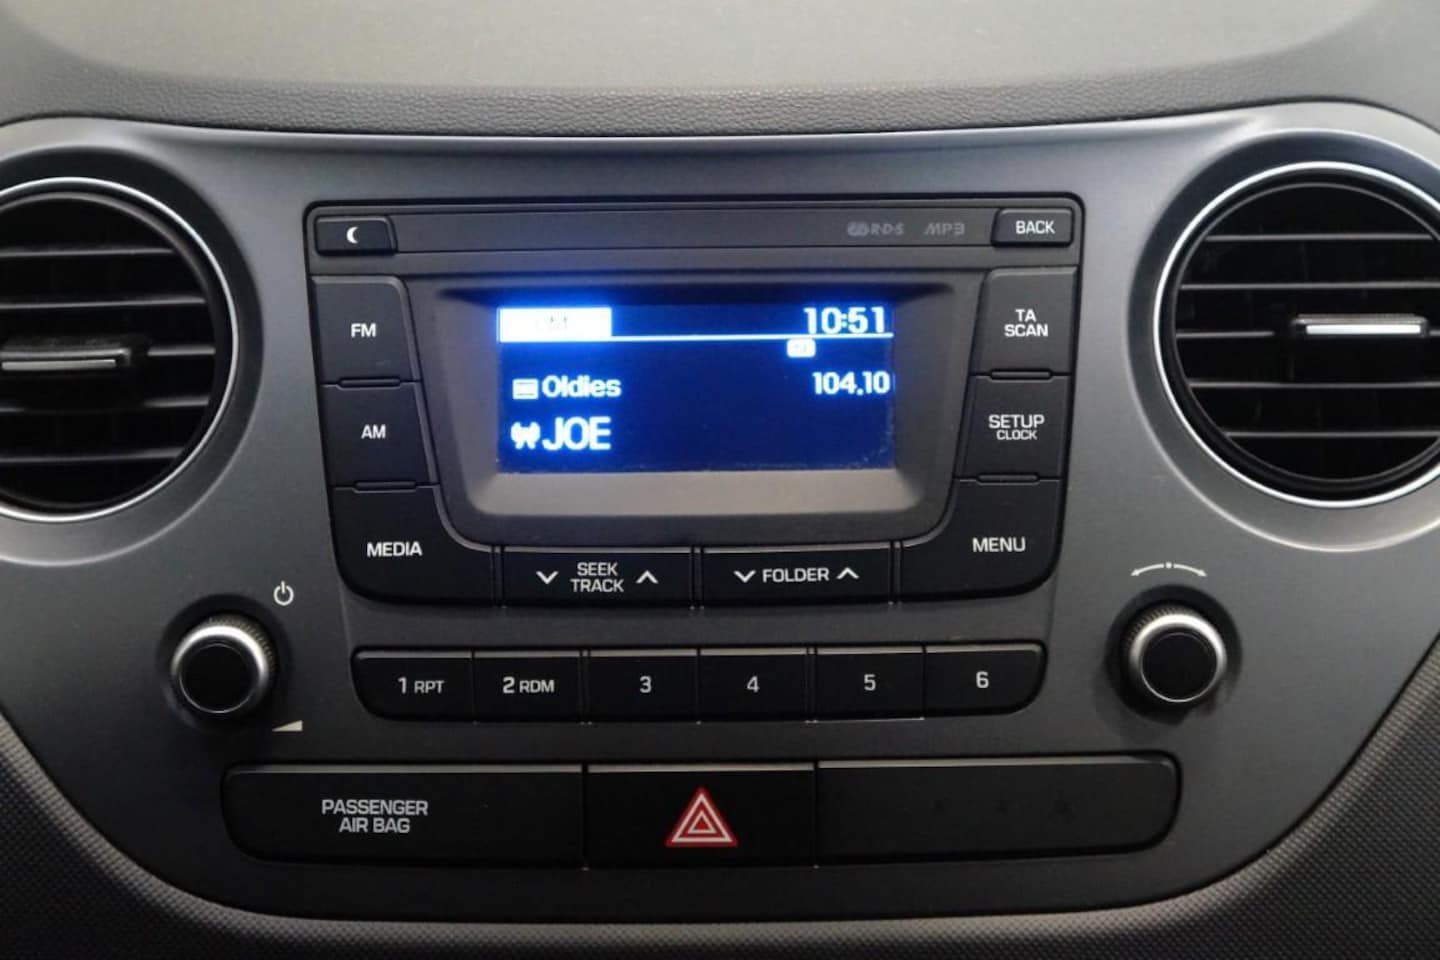 R·D·S MP3 BACK
FM
10:51
TA
SCAN
Oldies 104.10
AM
JOE
SETUP
CLOCK
MEDIA
SEEK
TRACK
FOLDER
MENU
1 RPT 2 RDM 3 4 5 6
PASSENGER
AIR BAG